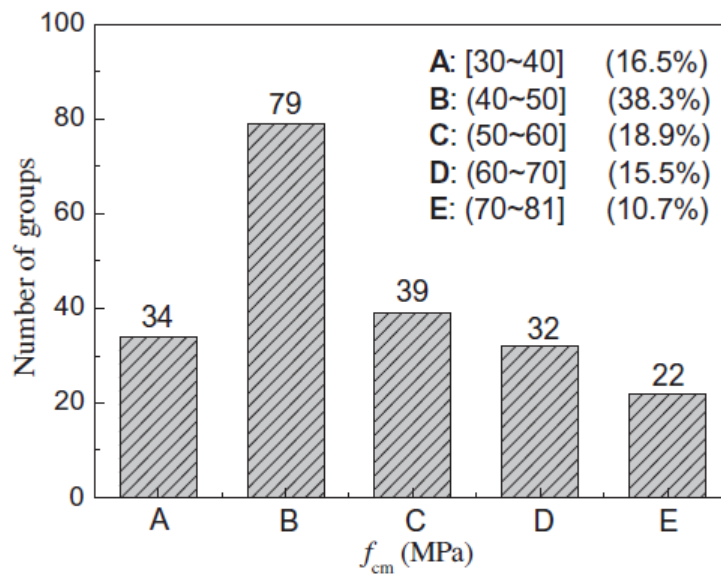 100
80
60
40
20
0
Number of groups
A: [30~40] (16.5%)
B: (40~50] (38.3%)
C: (50~60] (18.9%)
D: (60~70] (15.5%)
E: (70~81] (10.7%)
34
79
39
32
22
A B C D E
f_cm (MPa)